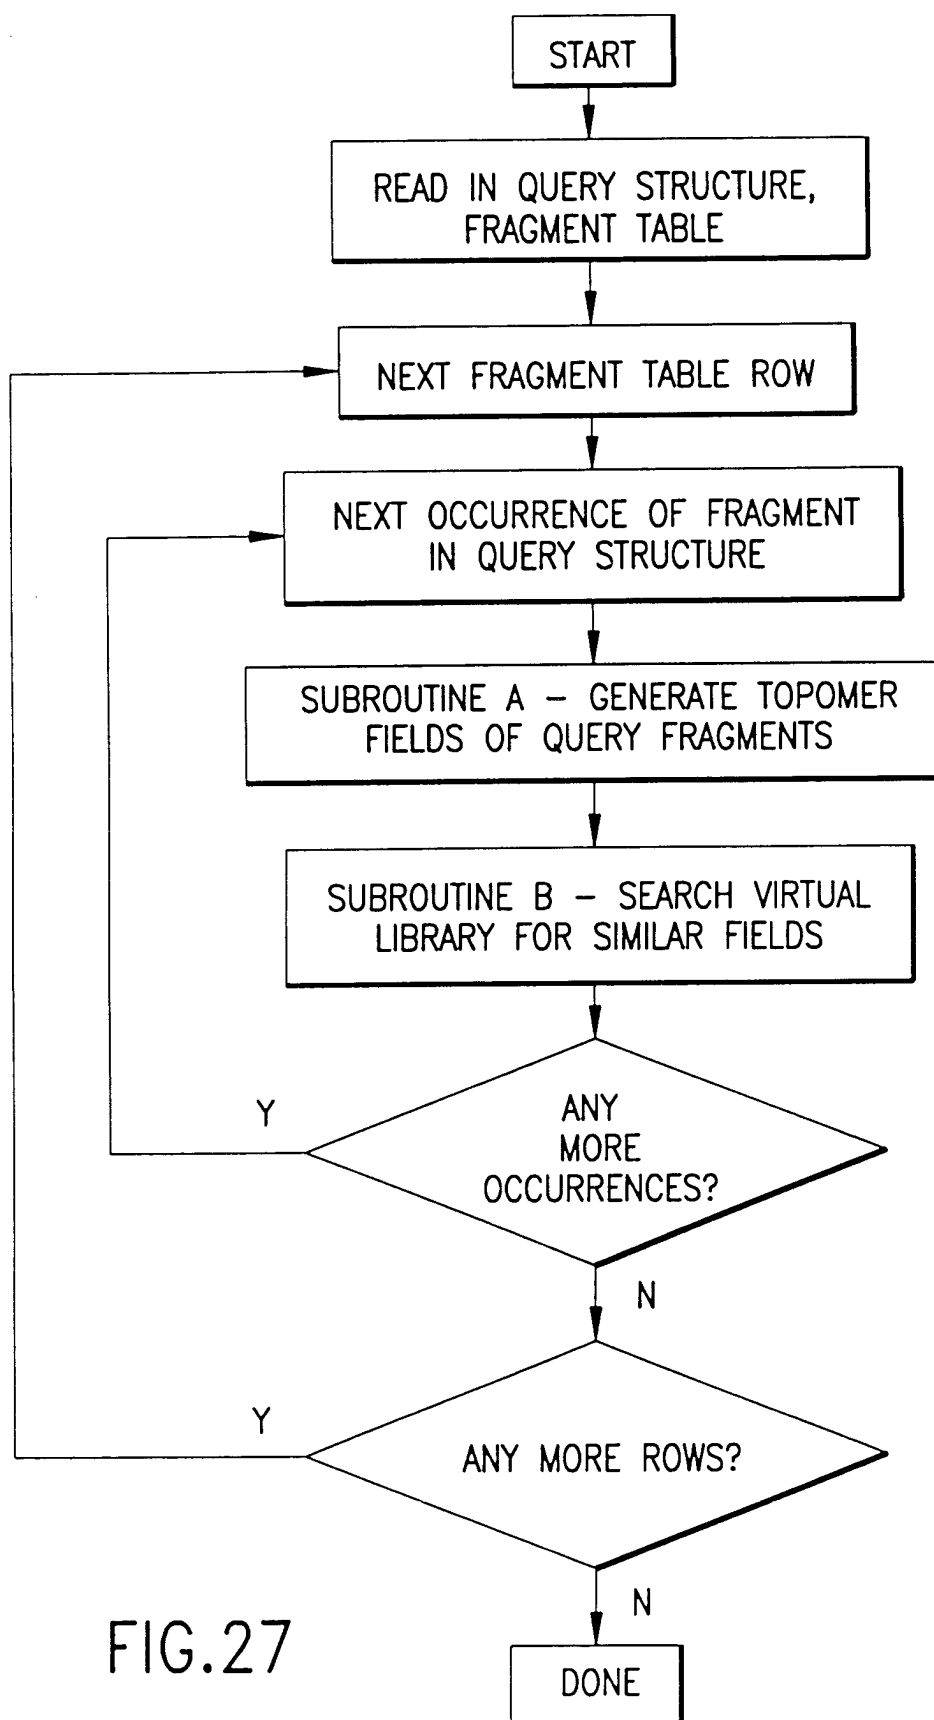 START
READ IN QUERY STRUCTURE,
FRAGMENT TABLE
NEXT FRAGMENT TABLE ROW
NEXT OCCURRENCE OF FRAGMENT
IN QUERY STRUCTURE
SUBROUTINE A – GENERATE TOPOMER
FIELDS OF QUERY FRAGMENTS
SUBROUTINE B – SEARCH VIRTUAL
LIBRARY FOR SIMILAR FIELDS
Y
ANY
MORE
OCCURRENCES?
N
Y
ANY MORE ROWS?
N
DONE
FIG.27